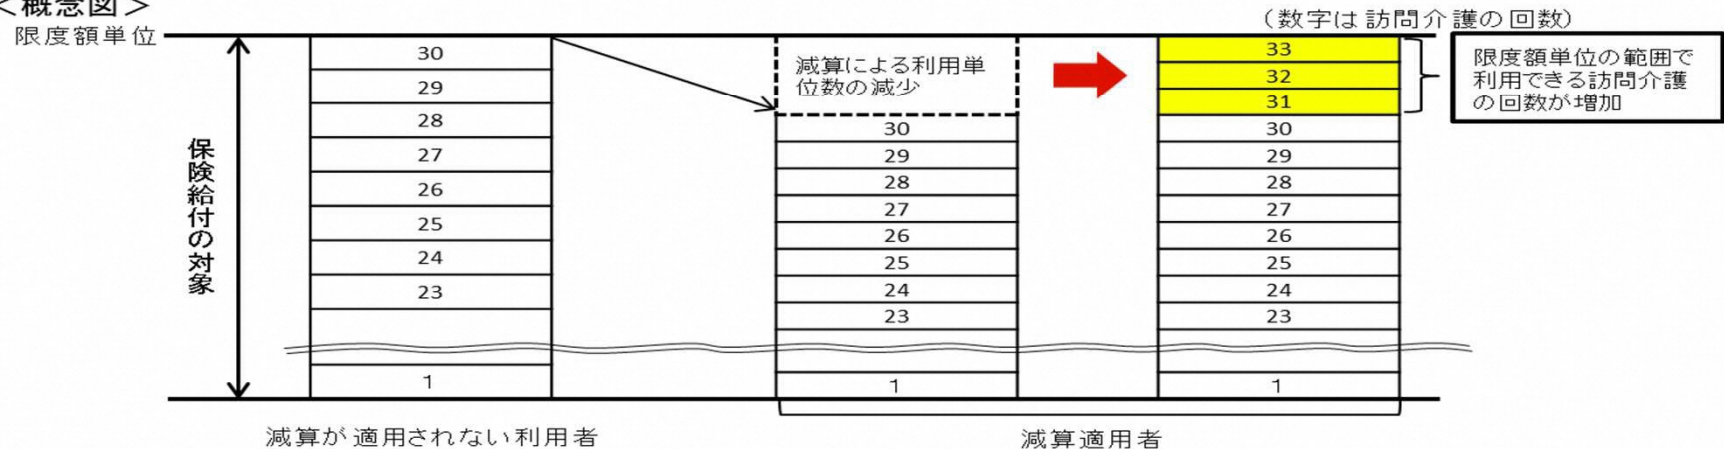 ＜概念図＞
（数字は訪問介護の回数）
限度額単位
保険給付の対象
30
29
28
27
26
25
24
23
1
減算による利用単
位数の減少
30
29
28
27
26
25
24
23
1
33
32
31
30
29
28
27
26
25
24
23
1
限度額単位の範囲で
利用できる訪問介護
の回数が増加
減算が適用されない利用者
減算適用者